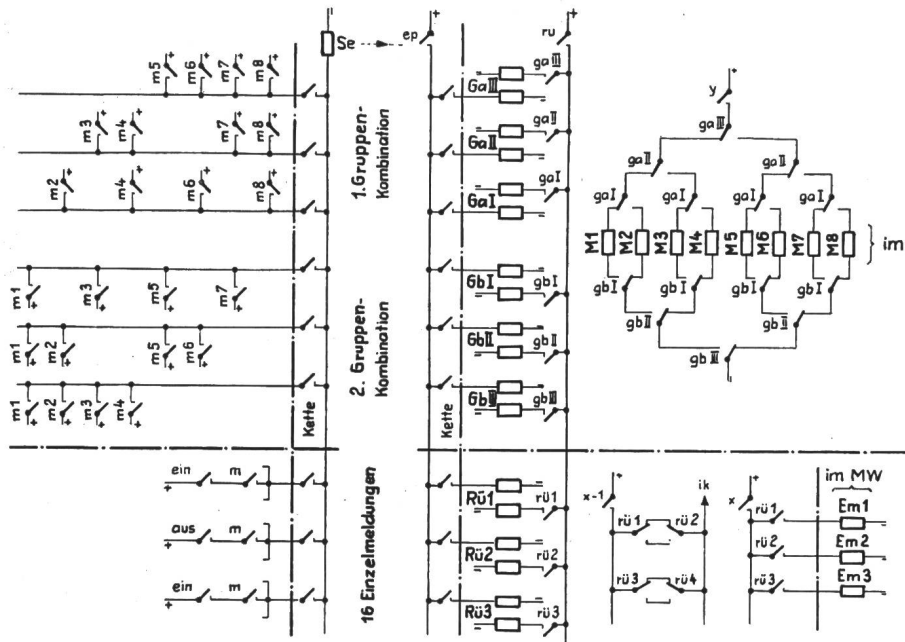 Se
ep
ru
m5 m6 m7 m8
m3 m4 m7 m8
m2 m4 m6 m8
m1 m3 m5 m7
m1 m2 m5 m6
m1 m2 m3 m4
Kette
1. Gruppen-
Kombination
2. Gruppen-
Kombination
Kette
GaIII gaIII
GaII gaII
GaI gaI
GbI gbI
GbII gbII
GbIII gbIII
y
gaIII
gaII gaII
gaI gaI gaI gaI
M1 M2 M3 M4 M5 M6 M7 M8
im
gbI gbI gbI gbI
gbII gbII
gbIII
ein m
aus m
ein m
16 Einzelmeldungen
Rü1 rü1
Rü2 rü2
Rü3 rü3
x-1
ik
rü1 rü2
rü3 rü4
x
im MW
rü1 Em1
rü2 Em2
rü3 Em3